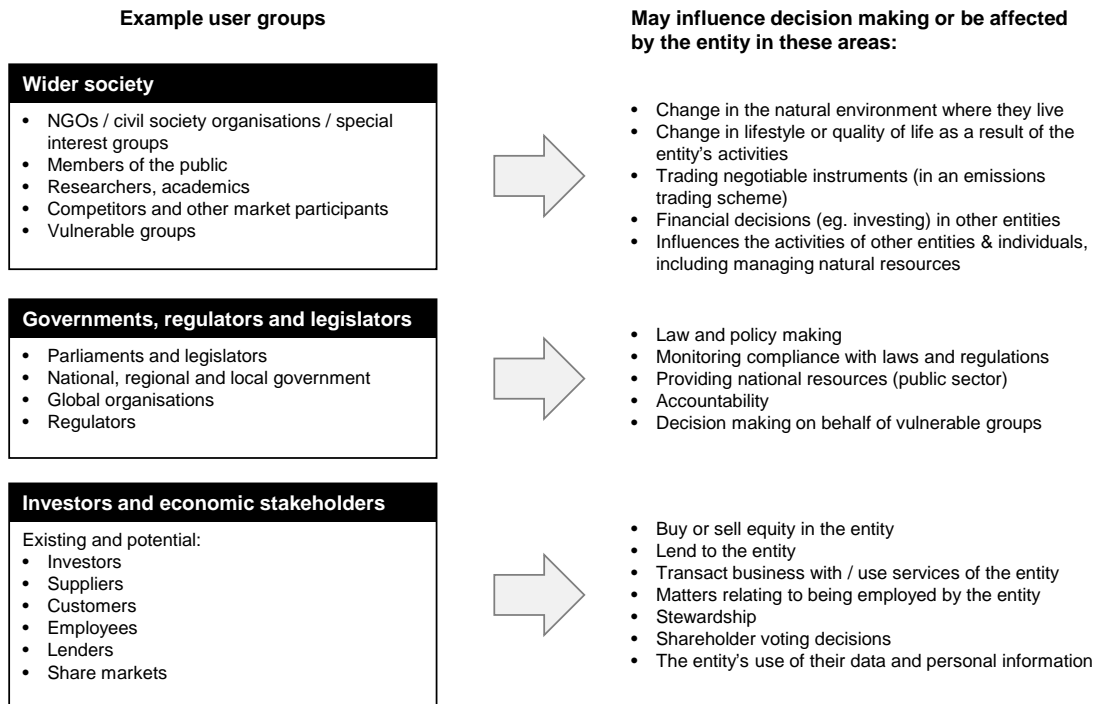 Example user groups
May influence decision making or be affected
by the entity in these areas:
Wider society
• NGOs / civil society organisations / special
interest groups
• Members of the public
• Researchers, academics
• Competitors and other market participants
• Vulnerable groups
• Change in the natural environment where they live
• Change in lifestyle or quality of life as a result of the
entity's activities
• Trading negotiable instruments (in an emissions
trading scheme)
• Financial decisions (eg. investing) in other entities
• Influences the activities of other entities & individuals,
including managing natural resources
Governments, regulators and legislators
• Parliaments and legislators
• National, regional and local government
• Global organisations
• Regulators
• Law and policy making
• Monitoring compliance with laws and regulations
• Providing national resources (public sector)
• Accountability
• Decision making on behalf of vulnerable groups
Investors and economic stakeholders
Existing and potential:
• Investors
• Suppliers
• Customers
• Employees
• Lenders
• Share markets
• Buy or sell equity in the entity
• Lend to the entity
• Transact business with / use services of the entity
• Matters relating to being employed by the entity
• Stewardship
• Shareholder voting decisions
• The entity's use of their data and personal information